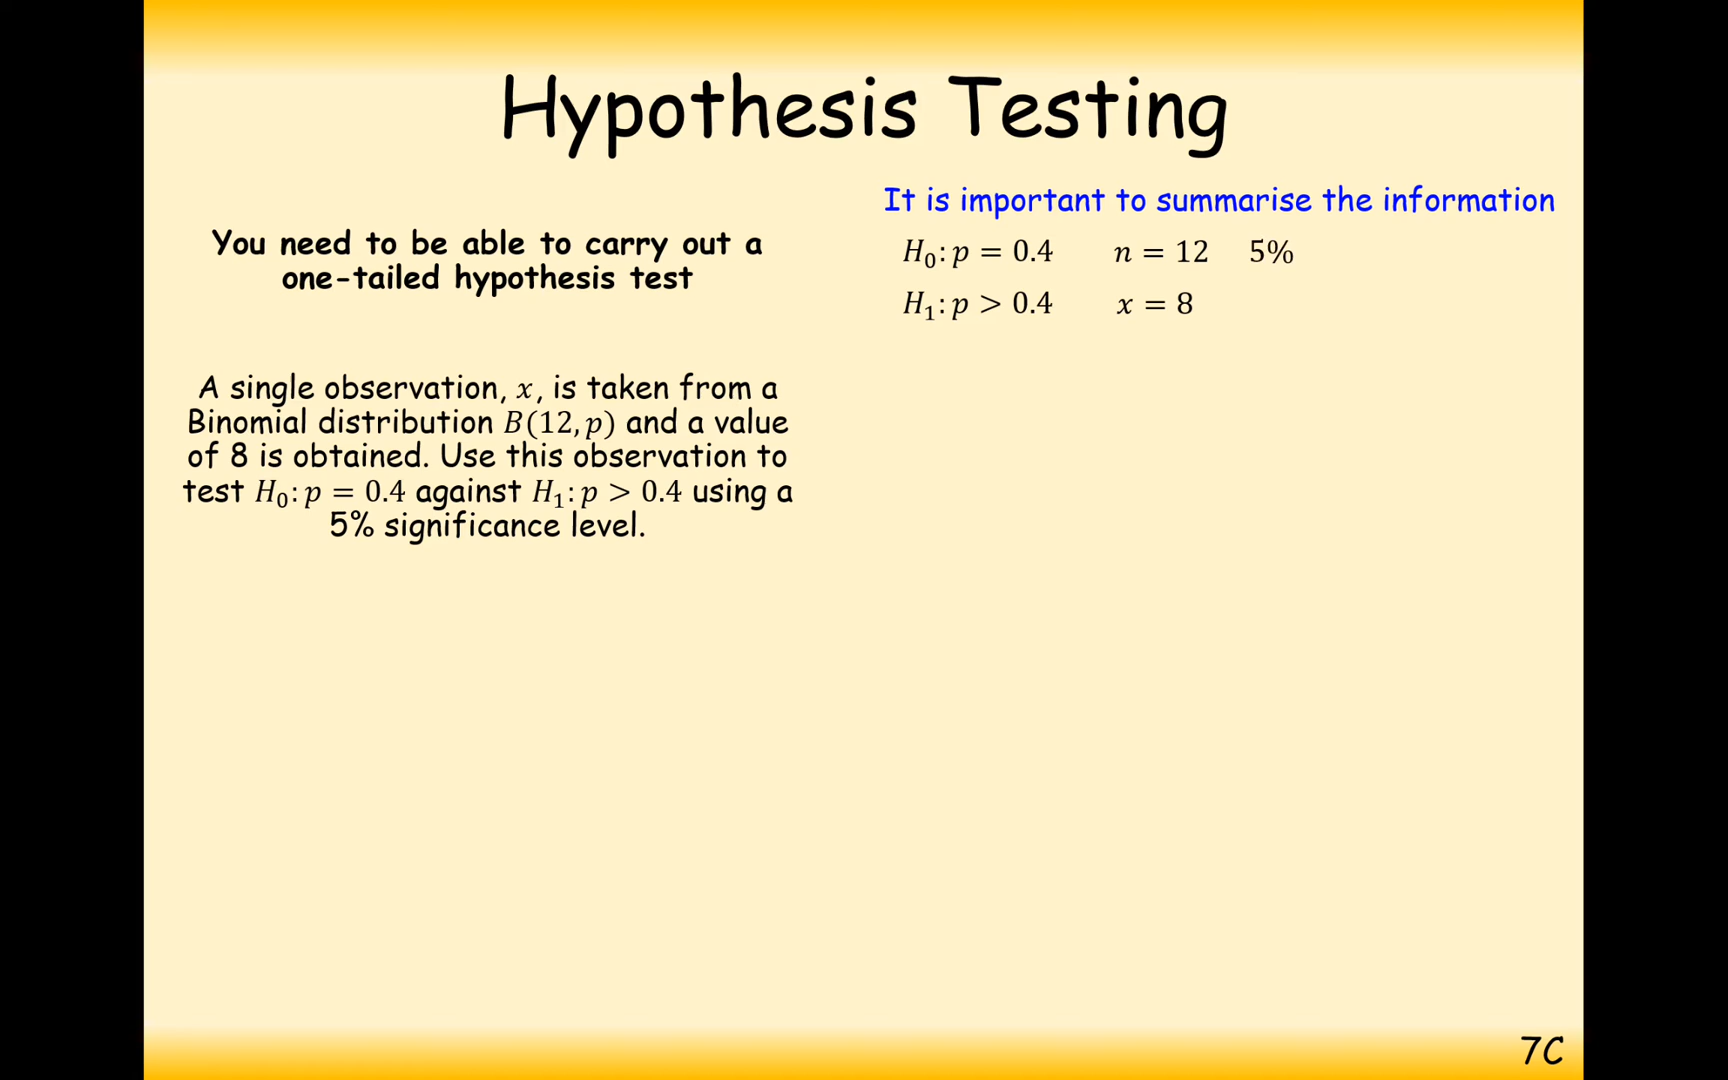 Hypothesis Testing
You need to be able to carry out a
one-tailed hypothesis test
A single observation, x, is taken from a
Binomial distribution B(12, p) and a value
of 8 is obtained. Use this observation to
test H₀: p = 0.4 against H₁: p > 0.4 using a
5% significance level.
It is important to summarise the information
H₀: p = 0.4 n = 12 5%
H₁: p > 0.4 x = 8
7C